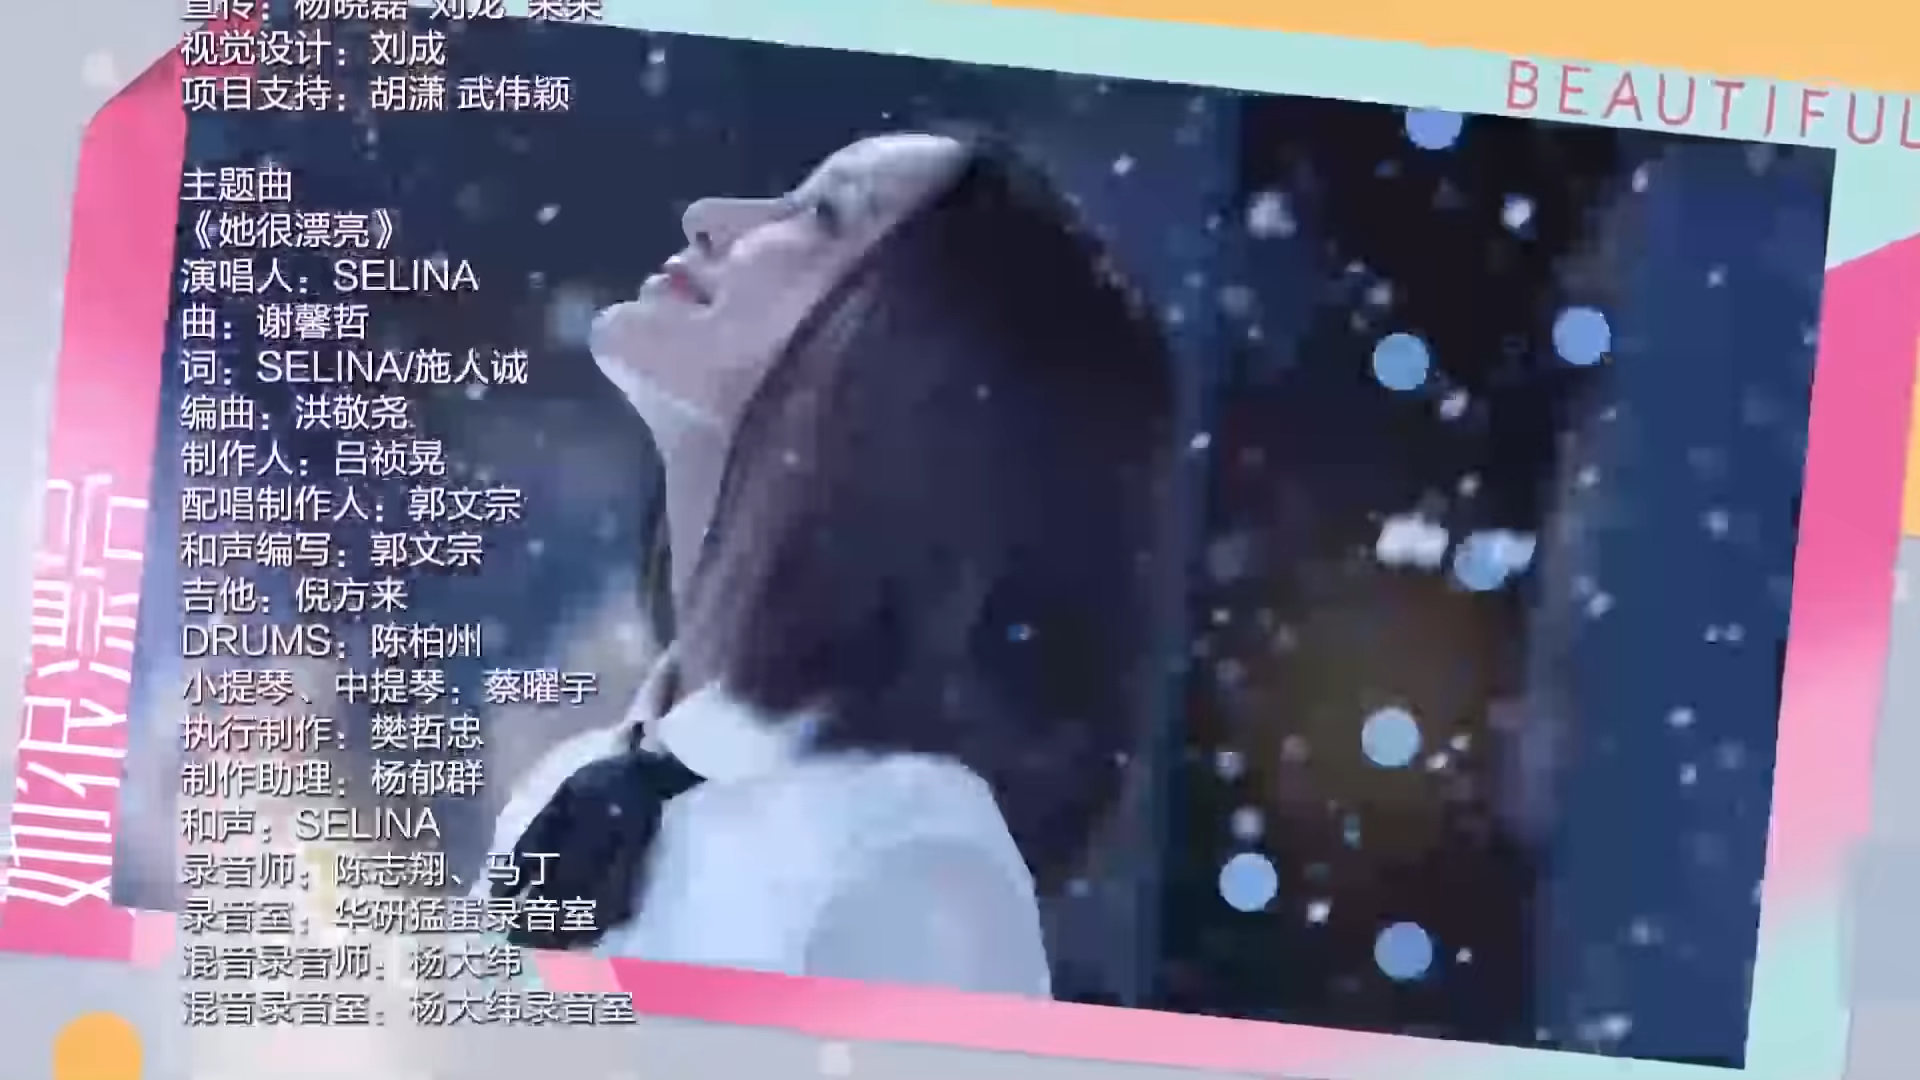 视觉设计：刘成
项目支持：胡潇 武伟颖
主题曲
《她很漂亮》
演唱人：SELINA
曲：谢馨哲
词：SELINA/施人诚
编曲：洪敬尧
制作人：吕祯晃
配唱制作人：郭文宗
和声编写：郭文宗
吉他：倪方来
DRUMS：陈柏州
小提琴、中提琴：蔡曜宇
执行制作：樊哲忠
制作助理：杨郁群
和声：SELINA
录音师：陈志翔、马丁
录音室：华研猛蛋录音室
混音录音师：杨大纬
混音录音室：杨大纬录音室
BEAUTIFUL
她很漂